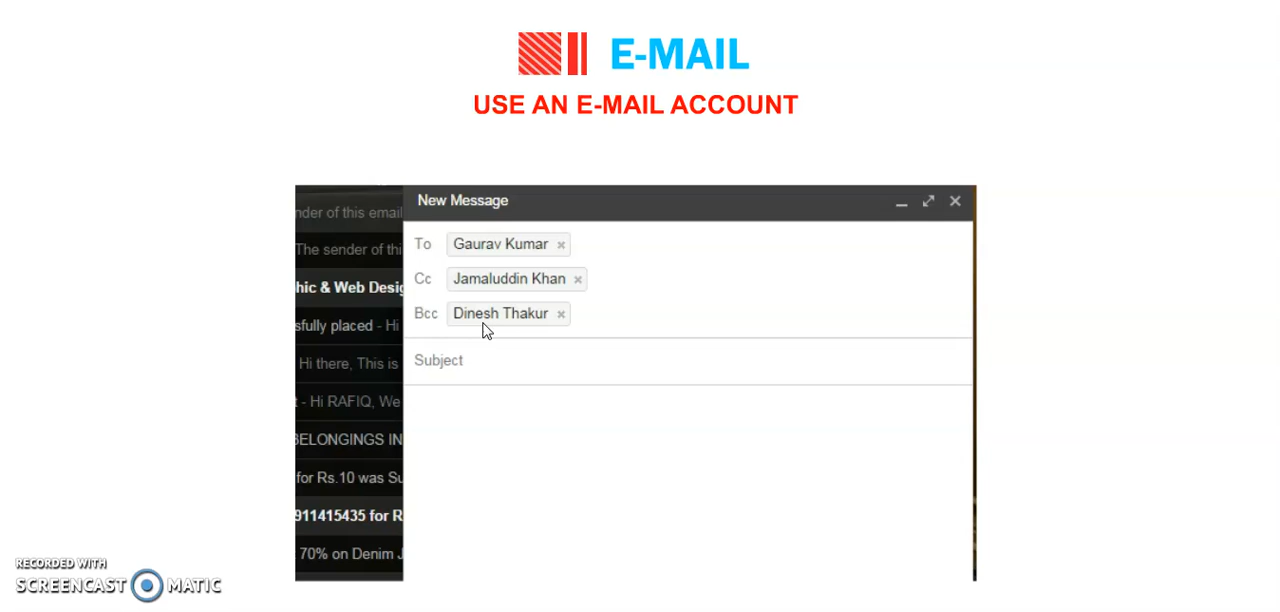 E-MAIL
USE AN E-MAIL ACCOUNT
New Message
nder of this email
To Gaurav Kumar
The sender of thi
Cc Jamaluddin Khan
hic & Web Desig
Bcc Dinesh Thakur
sfully placed - Hi
Subject
Hi there, This is
t - Hi RAFIQ, We
BELONGINGS IN
for Rs.10 was Su
911415435 for R
70% on Denim J
RECORDED WITH
SCREENCAST MATIC